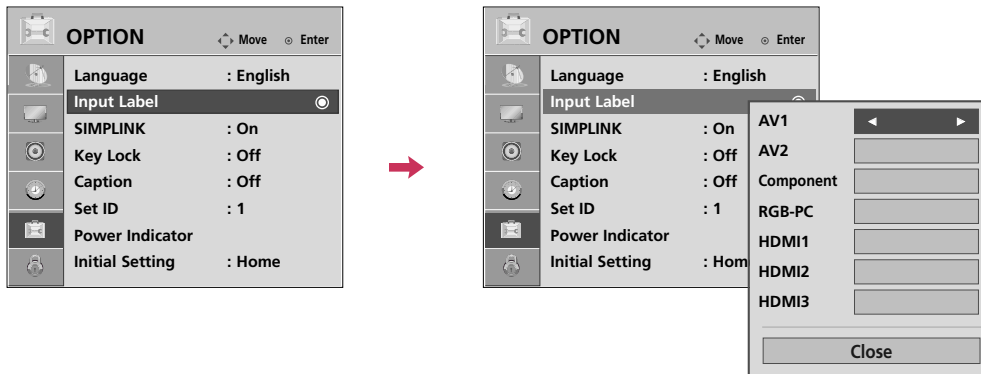 OPTION Move Enter
Language : English
Input Label
SIMPLINK : On
Key Lock : Off
Caption : Off
Set ID : 1
Power Indicator
Initial Setting : Home
OPTION Move Enter
Language : English
Input Label
SIMPLINK : On
Key Lock : Off
Caption : Off
Set ID : 1
Power Indicator
Initial Setting : Hom
AV1
AV2
Component
RGB-PC
HDMI1
HDMI2
HDMI3
Close